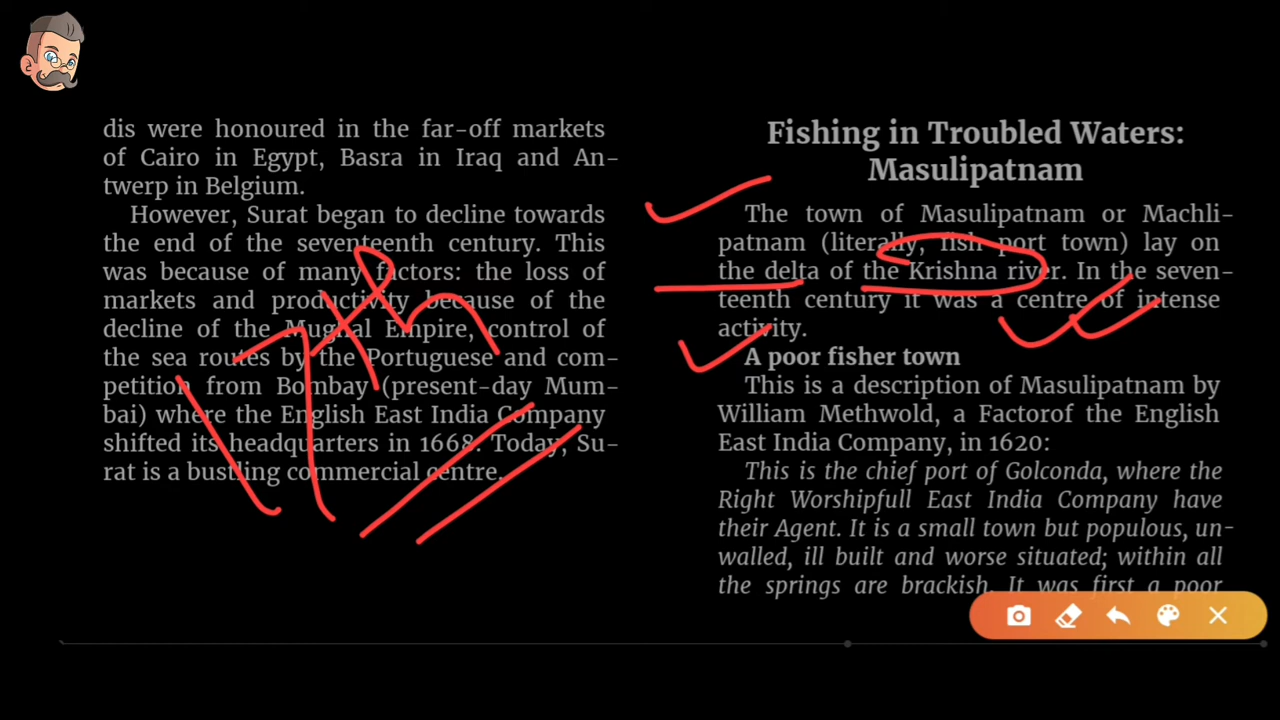 dis were honoured in the far-off markets
of Cairo in Egypt, Basra in Iraq and An-
twerp in Belgium.
However, Surat began to decline towards
the end of the seventeenth century. This
was because of many factors: the loss of
markets and productivity because of the
decline of the Mughal Empire, control of
the sea routes by the Portuguese and com-
petition from Bombay (present-day Mum-
bai) where the English East India Company
shifted its headquarters in 1668. Today, Su-
rat is a bustling commercial centre.
17th
Fishing in Troubled Waters:
Masulipatnam
The town of Masulipatnam or Machli-
patnam (literally, fish port town) lay on
the delta of the Krishna river. In the seven-
teenth century it was a centre of intense
activity.
A poor fisher town
This is a description of Masulipatnam by
William Methwold, a Factorof the English
East India Company, in 1620:
This is the chief port of Golconda, where the
Right Worshipfull East India Company have
their Agent. It is a small town but populous, un-
walled, ill built and worse situated; within all
the springs are brackish. It was first a poor